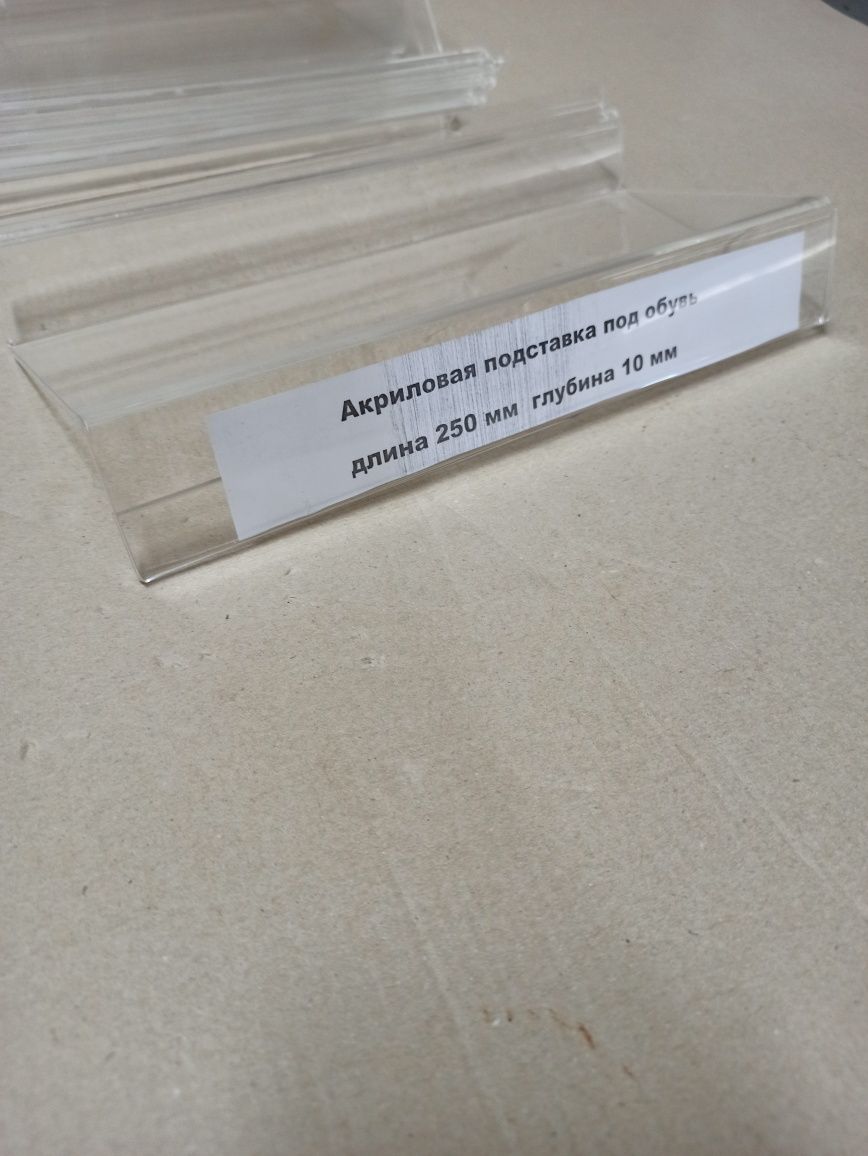 Акриловая подставка под обувь
длина 250 мм глубина 10 мм